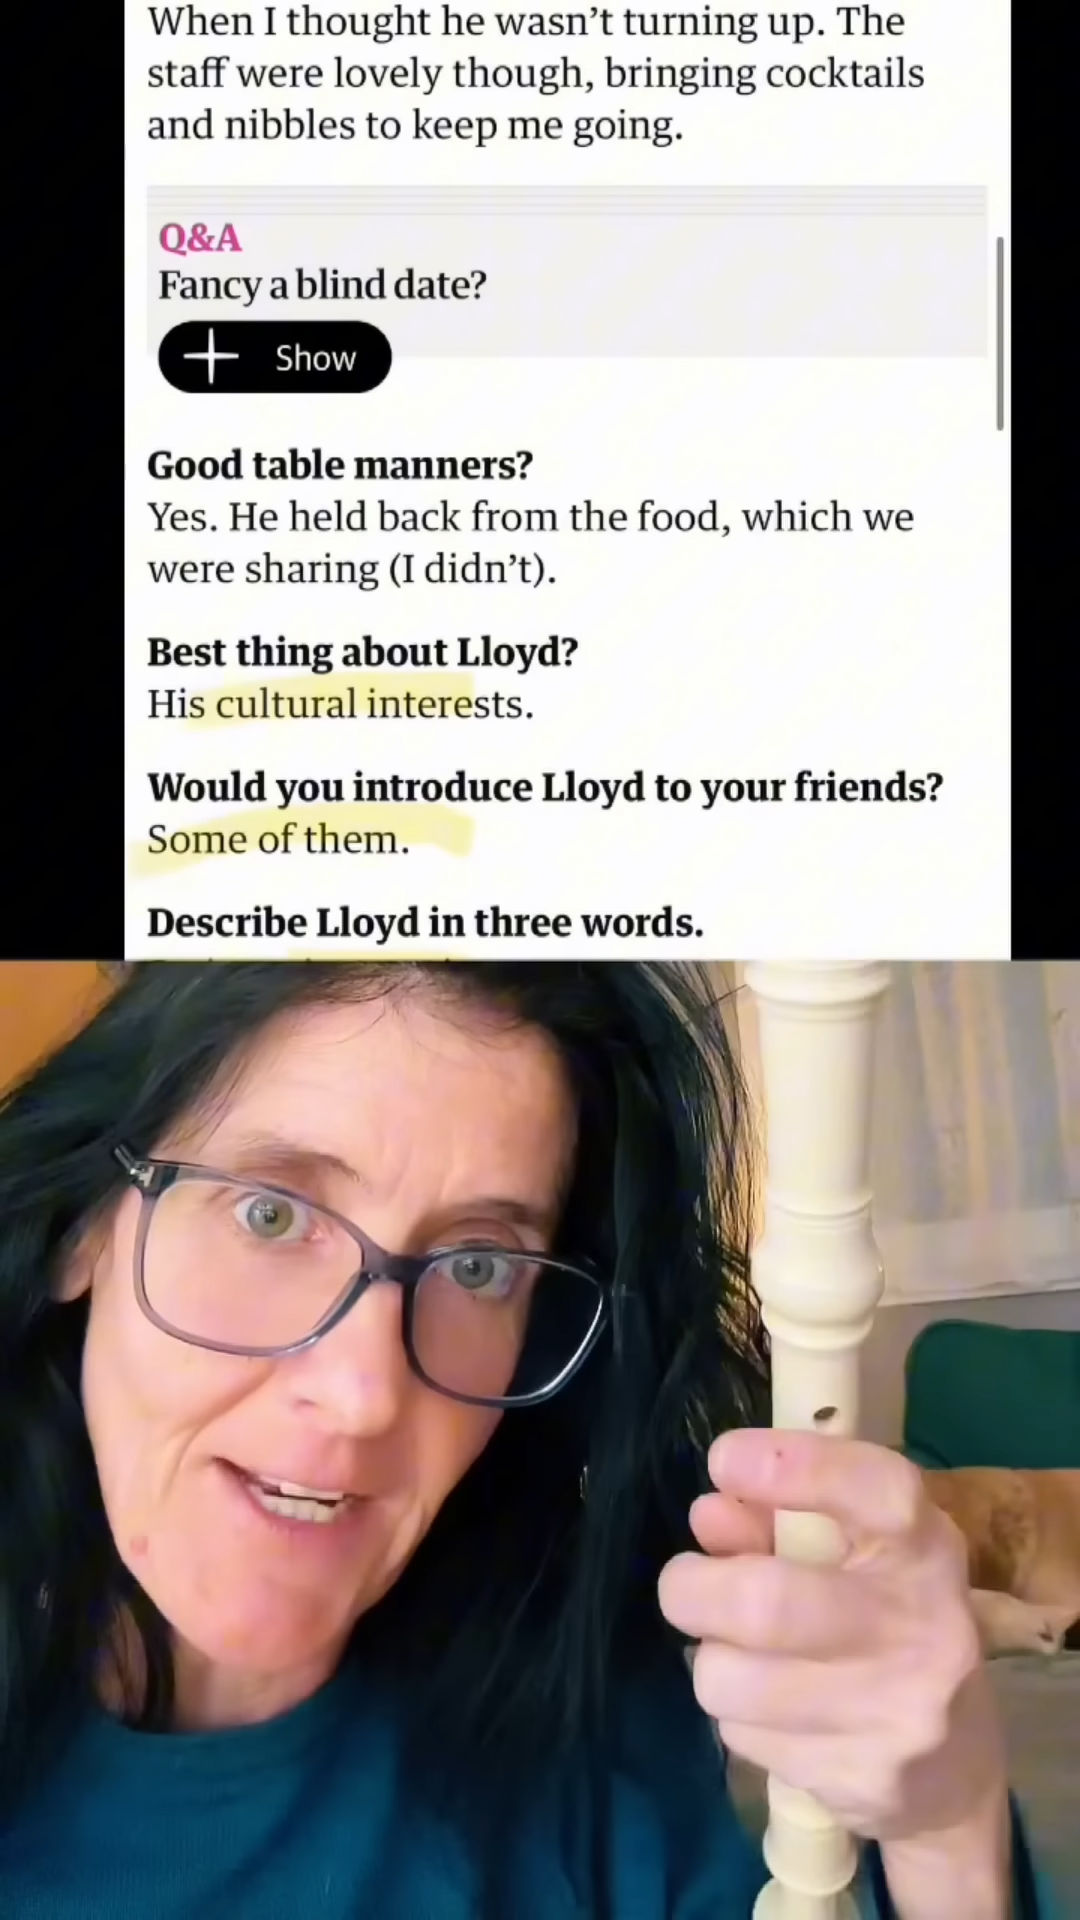 When I thought he wasn’t turning up. The
staff were lovely though, bringing cocktails
and nibbles to keep me going.
Q&A
Fancy a blind date?
Show
Good table manners?
Yes. He held back from the food, which we
were sharing (I didn’t).
Best thing about Lloyd?
His cultural interests.
Would you introduce Lloyd to your friends?
Some of them.
Describe Lloyd in three words.